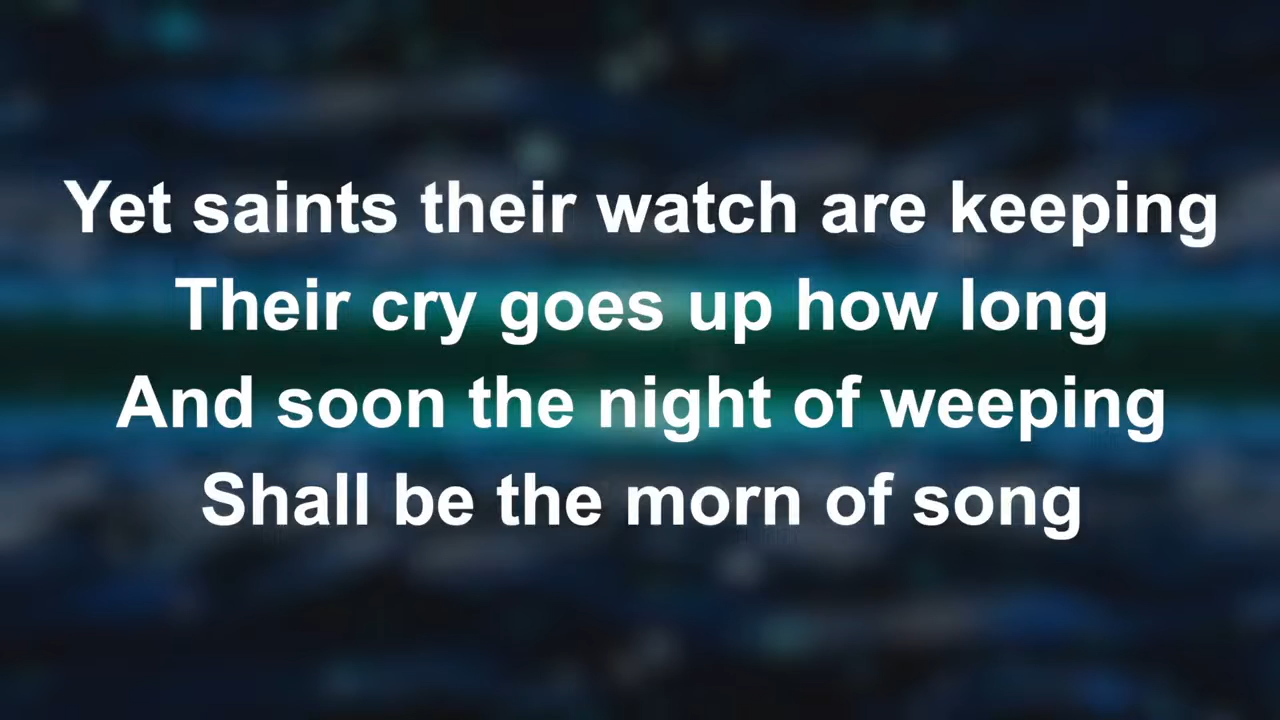 Yet saints their watch are keeping
Their cry goes up how long
And soon the night of weeping
Shall be the morn of song